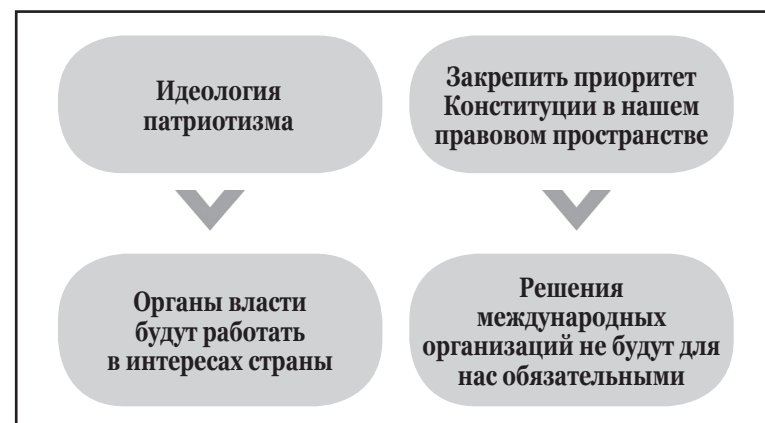 Идеология
патриотизма
Закрепить приоритет
Конституции в нашем
правовом пространстве
Органы власти
будут работать
в интересах страны
Решения
международных
организаций не будут для
нас обязательными